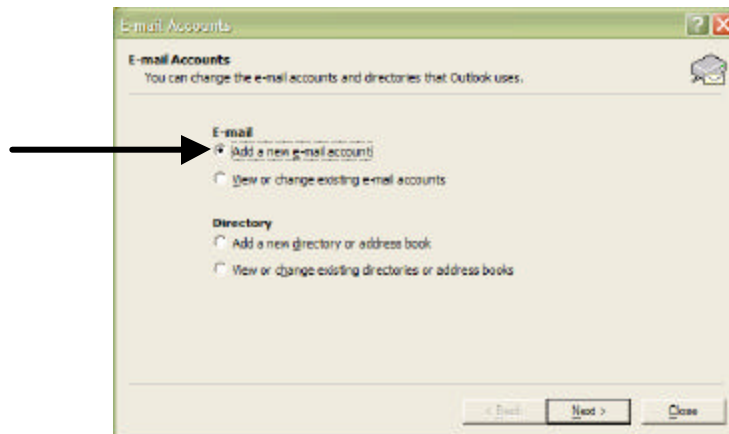 E-mail Accounts
E-mail Accounts
You can change the e-mail accounts and directories that Outlook uses.
E-mail
Add a new e-mail account
View or change existing e-mail accounts
Directory
Add a new directory or address book
View or change existing directories or address books
< Back
Next >
Close